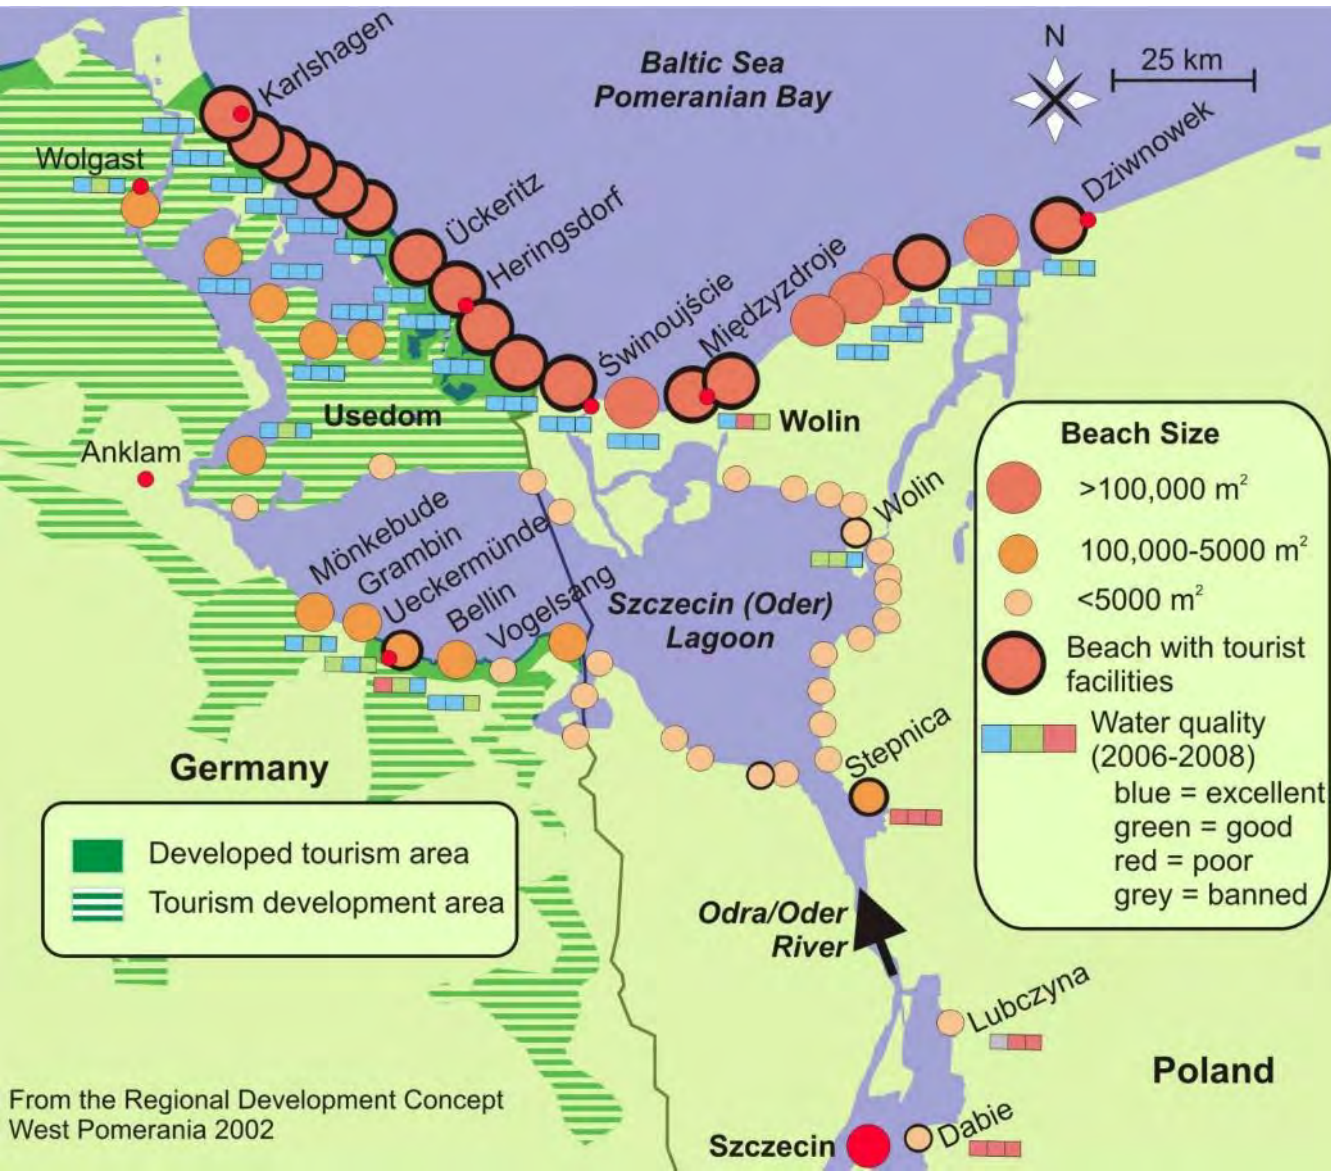 Baltic Sea
Pomeranian Bay
N
25 km
Karlshagen
Wolgast
Ückeritz
Heringsdorf
Świnoujście
Międzyzdroje
Dziwnowek
Usedom
Wolin
Anklam
Mönkebude
Grambin
Ueckermünde
Bellin
Vogelsang
Wolin
Szczecin (Oder)
Lagoon
Stepnica
Germany
Odra/Oder
River
Lubczyna
Poland
Szczecin
Dabie
Beach Size
>100,000 m²
100,000-5000 m²
<5000 m²
Beach with tourist
facilities
Water quality
(2006-2008)
blue = excellent
green = good
red = poor
grey = banned
Developed tourism area
Tourism development area
From the Regional Development Concept
West Pomerania 2002